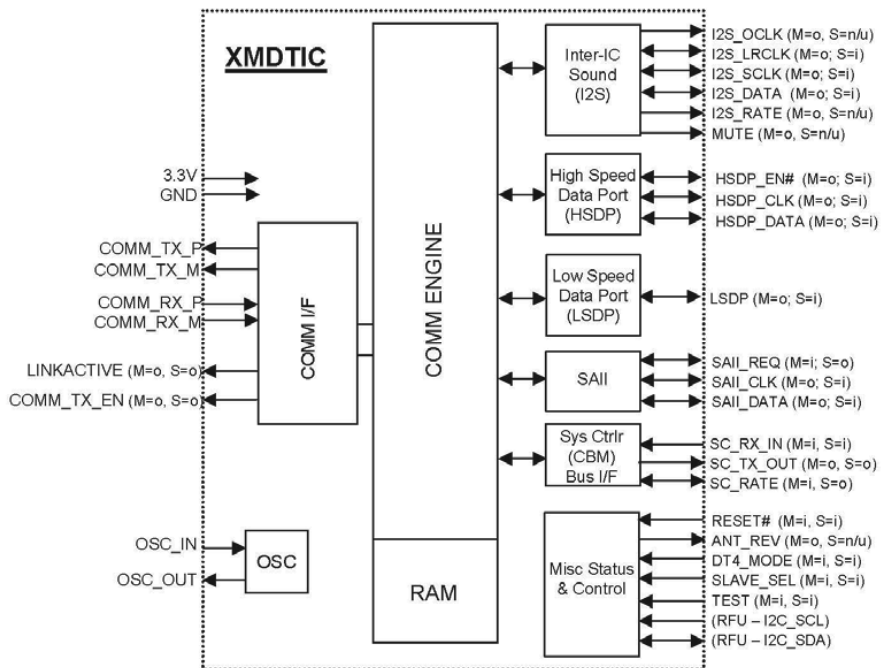 XMDTIC
3.3V
GND
COMM_TX_P
COMM_TX_M
COMM_RX_P
COMM_RX_M
LINKACTIVE (M=o, S=o)
COMM_TX_EN (M=o, S=o)
OSC_IN
OSC_OUT
COMM I/F
OSC
COMM ENGINE
RAM
Inter-IC
Sound
(I2S)
I2S_OCLK (M=o, S=n/u)
I2S_LRCLK (M=o; S=i)
I2S_SCLK (M=o; S=i)
I2S_DATA (M=o; S=i)
I2S_RATE (M=o, S=n/u)
MUTE (M=o, S=n/u)
High Speed
Data Port
(HSDP)
HSDP_EN# (M=o; S=i)
HSDP_CLK (M=o; S=i)
HSDP_DATA (M=o; S=i)
Low Speed
Data Port
(LSDP)
LSDP (M=o; S=i)
SAII
SAII_REQ (M=i; S=o)
SAII_CLK (M=o; S=i)
SAII_DATA (M=o; S=i)
Sys Ctrlr
(CBM)
Bus I/F
SC_RX_IN (M=i, S=i)
SC_TX_OUT (M=o, S=o)
SC_RATE (M=i, S=o)
Misc Status
& Control
RESET# (M=i, S=i)
ANT_REV (M=o, S=n/u)
DT4_MODE (M=i, S=i)
SLAVE_SEL (M=i, S=i)
TEST (M=i, S=i)
(RFU – I2C_SCL)
(RFU – I2C_SDA)